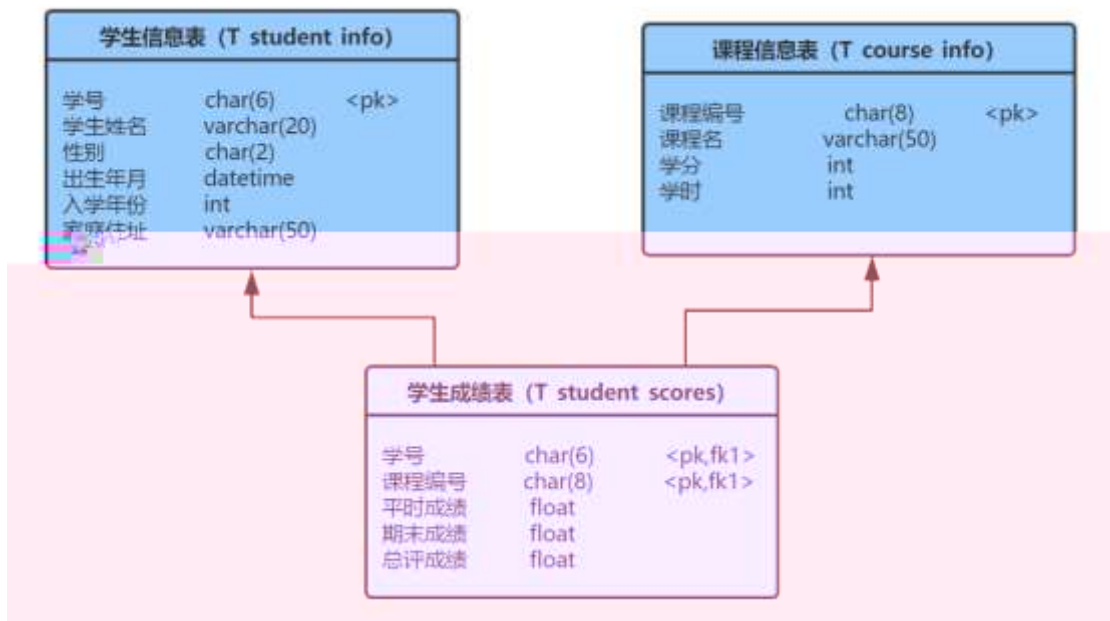 学生信息表（T student info）
学号 char(6) <pk>
学生姓名 varchar(20)
性别 char(2)
出生年月 datetime
入学年份 int
家庭住址 varchar(50)
课程信息表（T course info）
课程编号 char(8) <pk>
课程名 varchar(50)
学分 int
学时 int
学生成绩表（T student scores）
学号 char(6) <pk,fk1>
课程编号 char(8) <pk,fk1>
平时成绩 float
期末成绩 float
总评成绩 float